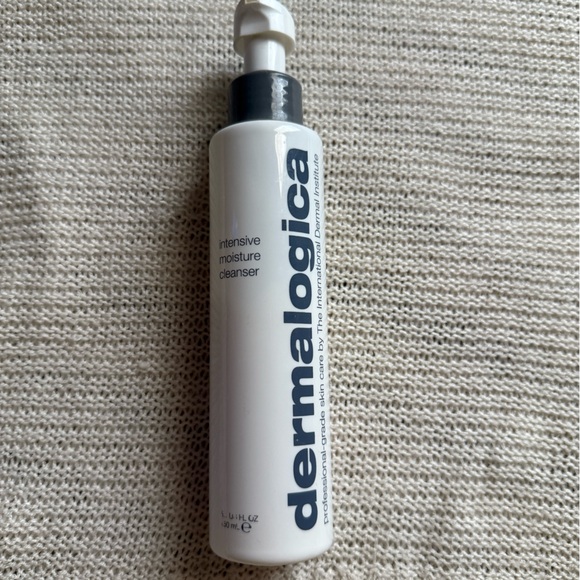 intensive
moisture
cleanser
dermalogica
professional-grade skin care by The International Dermal Institute
FL OZ
mL e